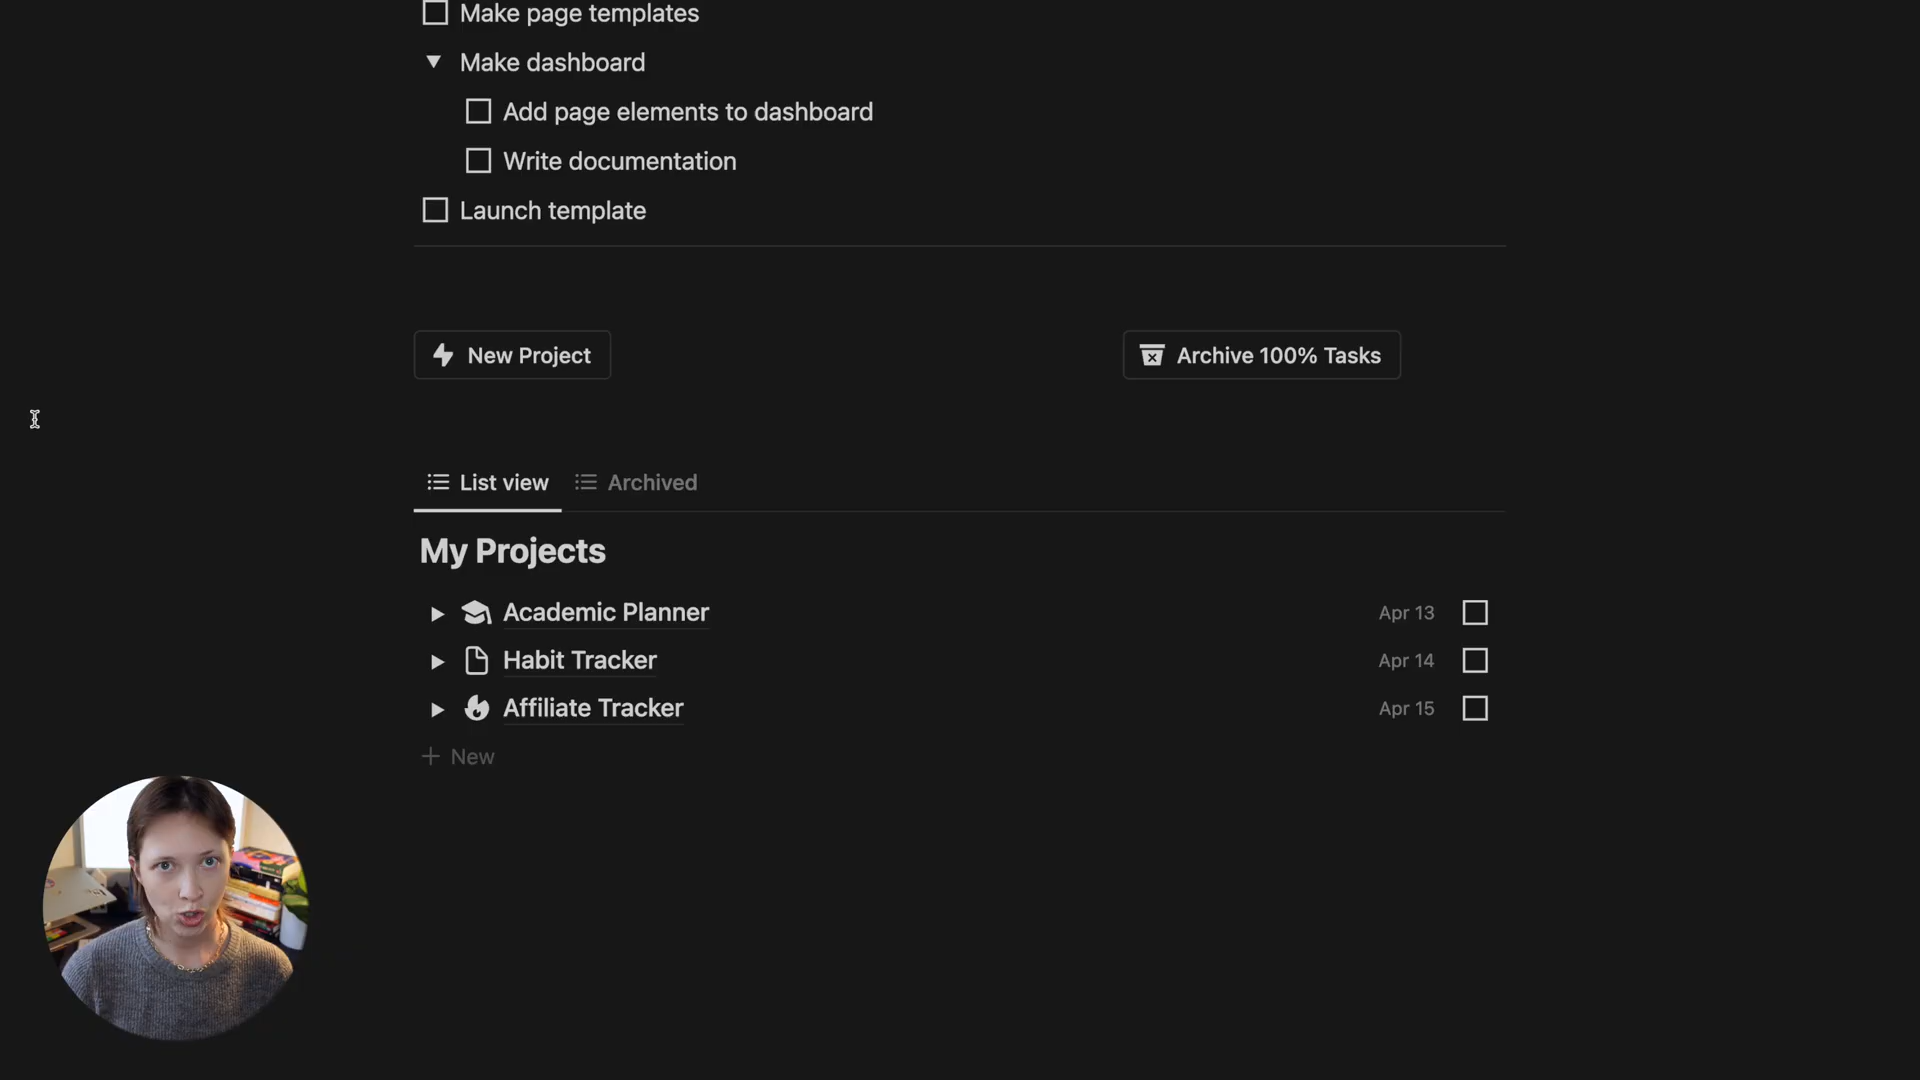 Make page templates
Make dashboard
Add page elements to dashboard
Write documentation
Launch template
New Project
Archive 100% Tasks
List view
Archived
My Projects
Academic Planner
Apr 13
Habit Tracker
Apr 14
Affiliate Tracker
Apr 15
+ New